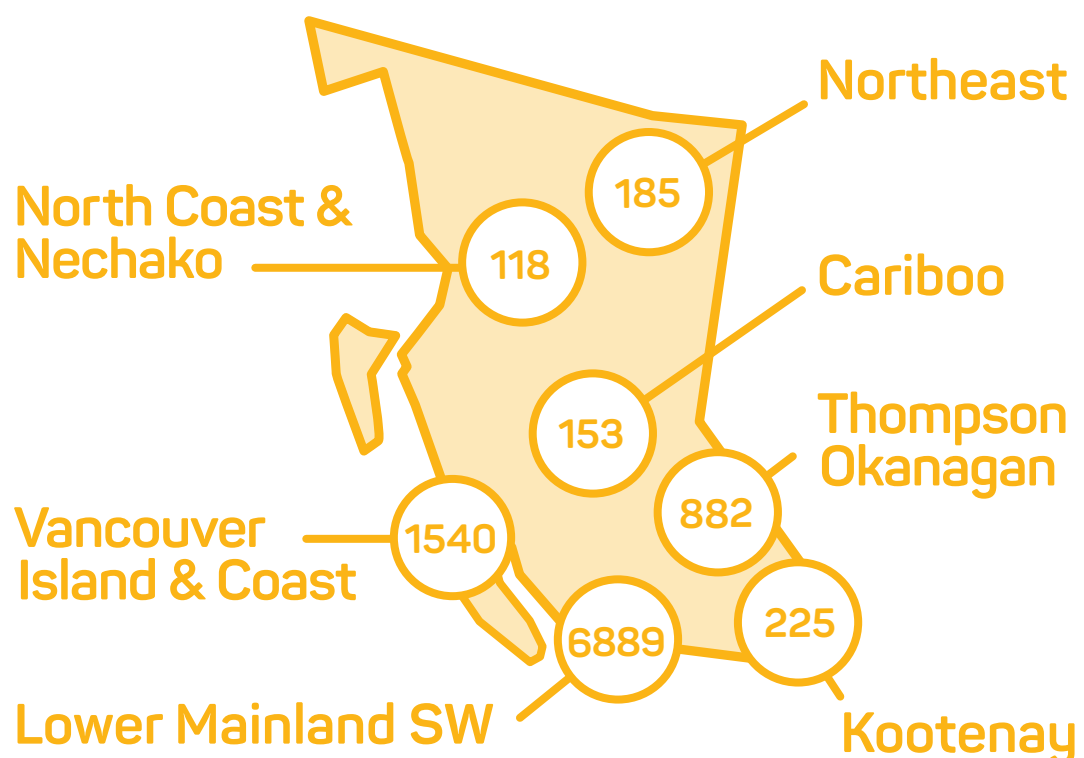 Northeast
185
North Coast &
Nechako
118
Cariboo
153
Thompson
Okanagan
882
Vancouver
Island & Coast
1540
225
6889
Lower Mainland SW
Kootenay